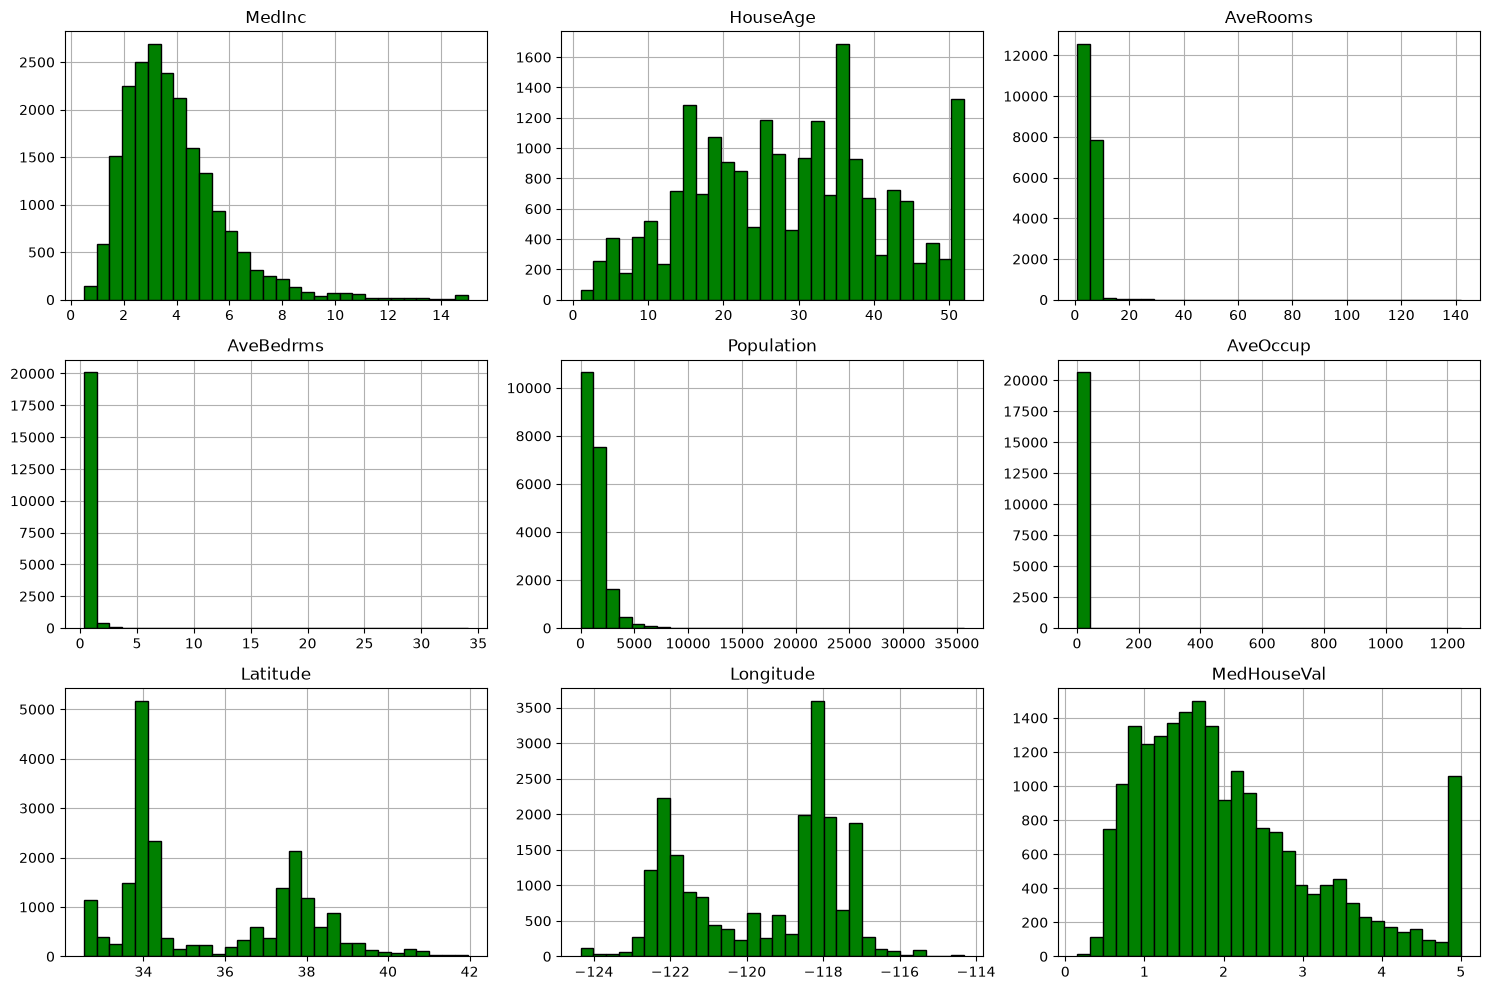 MedInc HouseAge AveRooms
2500 2000 1500 1000 500 0
0 2 4 6 8 10 12 14
1600 1400 1200 1000 800 600 400 200 0
0 10 20 30 40 50
12000 10000 8000 6000 4000 2000 0
0 20 40 60 80 100 120 140
AveBedrms Population AveOccup
20000 17500 15000 12500 10000 7500 5000 2500 0
0 5 10 15 20 25 30 35
10000 8000 6000 4000 2000 0
0 5000 10000 15000 20000 25000 30000 35000
20000 17500 15000 12500 10000 7500 5000 2500 0
0 200 400 600 800 1000 1200
Latitude Longitude MedHouseVal
5000 4000 3000 2000 1000 0
34 36 38 40 42
3500 3000 2500 2000 1500 1000 500 0
−124 −122 −120 −118 −116 −114
1400 1200 1000 800 600 400 200 0
0 1 2 3 4 5